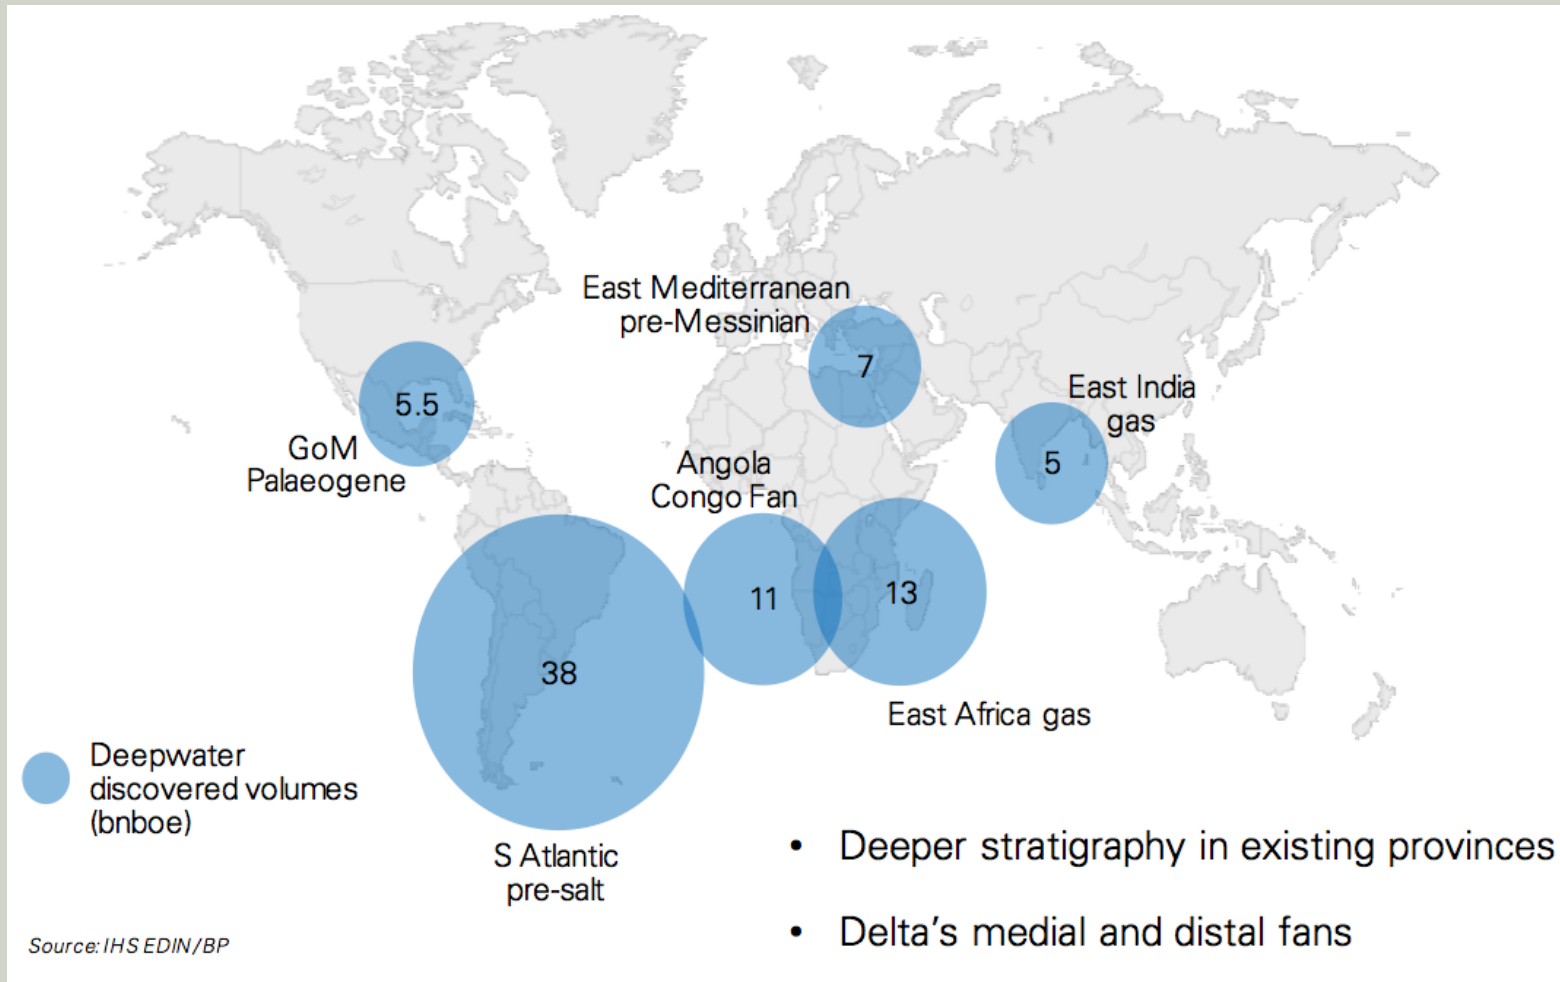 East Mediterranean
pre-Messinian
7
East India
gas
5
5.5
GoM
Palaeogene
Angola
Congo Fan
11
13
East Africa gas
38
S Atlantic
pre-salt
Deepwater
discovered volumes
(bnboe)
• Deeper stratigraphy in existing provinces
• Delta's medial and distal fans
Source: IHS EDIN/BP